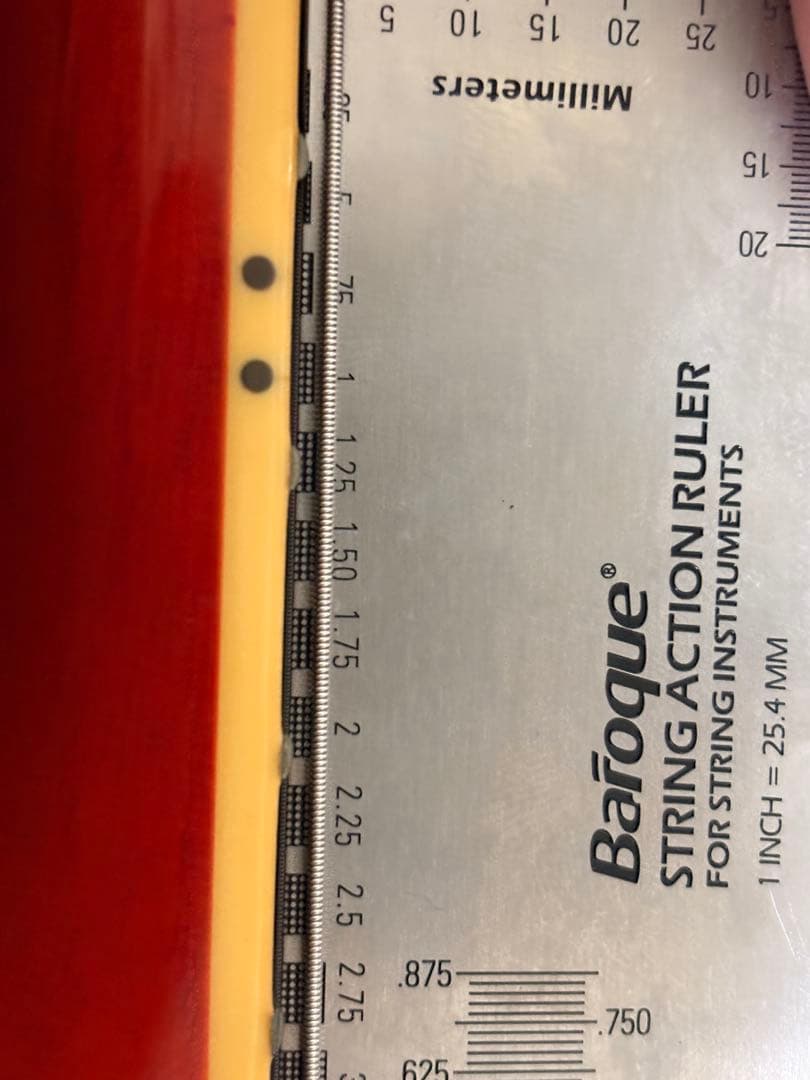 5 10 15 20 25
Millimeters
10
15
20
1
1.25
1.50
1.75
2
2.25
2.5
2.75
Baroque®
STRING ACTION RULER
FOR STRING INSTRUMENTS
1 INCH = 25.4 MM
.875
.750
.625